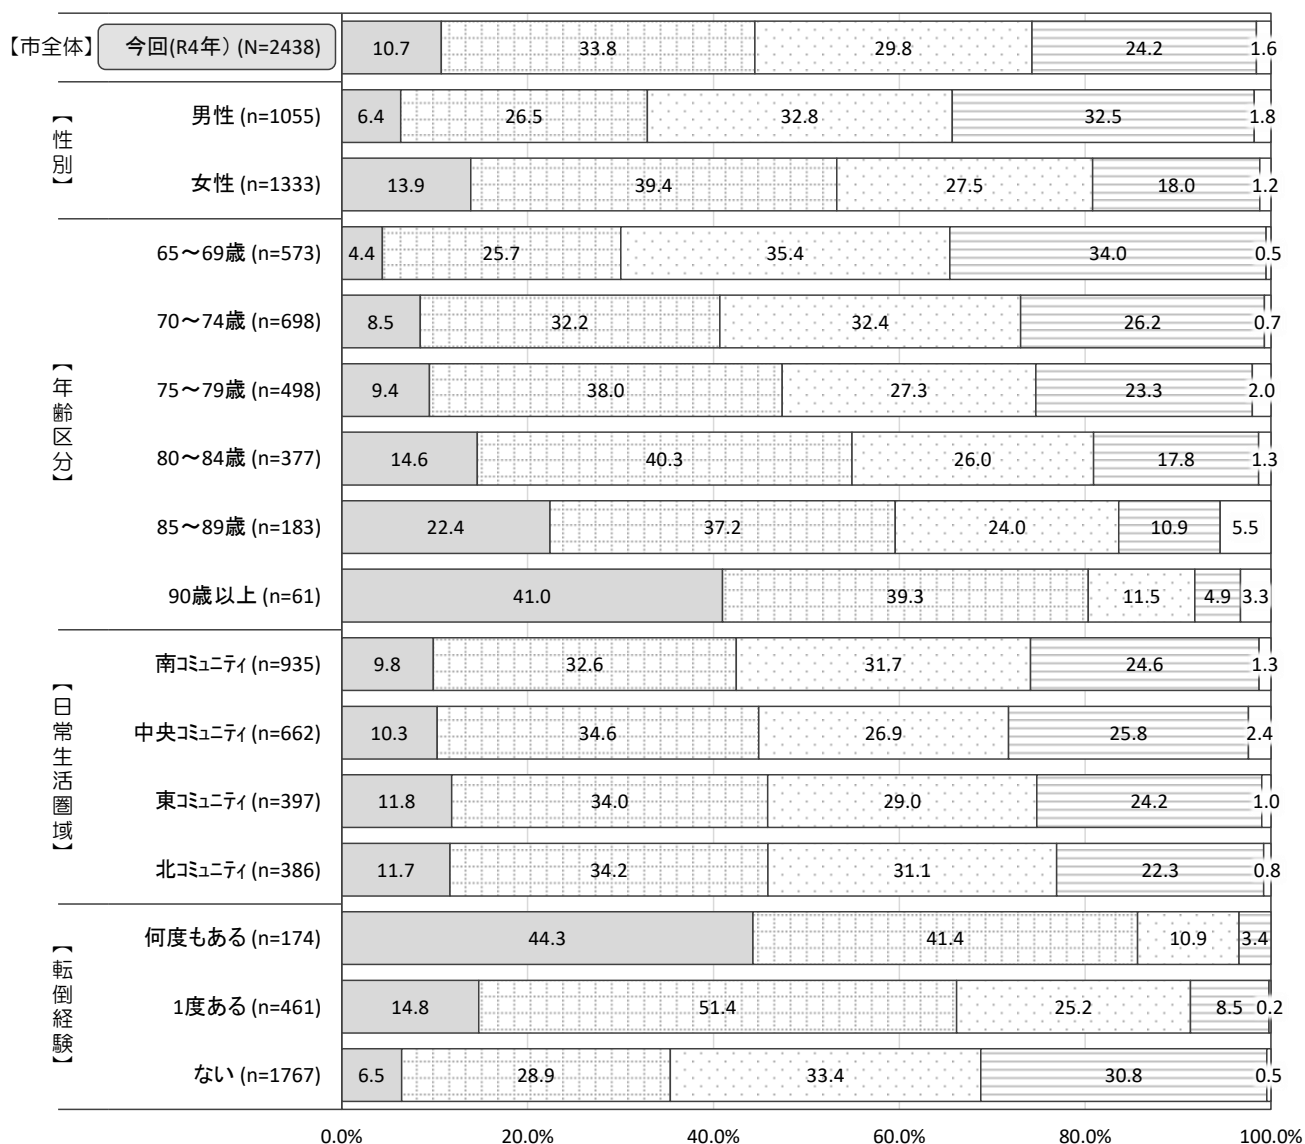 【市全体】 今回(R4年) (N=2438) 10.7 33.8 29.8 24.2 1.6
【性別】
男性 (n=1055) 6.4 26.5 32.8 32.5 1.8
女性 (n=1333) 13.9 39.4 27.5 18.0 1.2
【年齢区分】
65～69歳 (n=573) 4.4 25.7 35.4 34.0 0.5
70～74歳 (n=698) 8.5 32.2 32.4 26.2 0.7
75～79歳 (n=498) 9.4 38.0 27.3 23.3 2.0
80～84歳 (n=377) 14.6 40.3 26.0 17.8 1.3
85～89歳 (n=183) 22.4 37.2 24.0 10.9 5.5
90歳以上 (n=61) 41.0 39.3 11.5 4.9 3.3
【日常生活圏域】
南ｺﾐｭﾆﾃｨ (n=935) 9.8 32.6 31.7 24.6 1.3
中央ｺﾐｭﾆﾃｨ (n=662) 10.3 34.6 26.9 25.8 2.4
東ｺﾐｭﾆﾃｨ (n=397) 11.8 34.0 29.0 24.2 1.0
北ｺﾐｭﾆﾃｨ (n=386) 11.7 34.2 31.1 22.3 0.8
【転倒経験】
何度もある (n=174) 44.3 41.4 10.9 3.4
1度ある (n=461) 14.8 51.4 25.2 8.5 0.2
ない (n=1767) 6.5 28.9 33.4 30.8 0.5
0.0% 20.0% 40.0% 60.0% 80.0% 100.0%